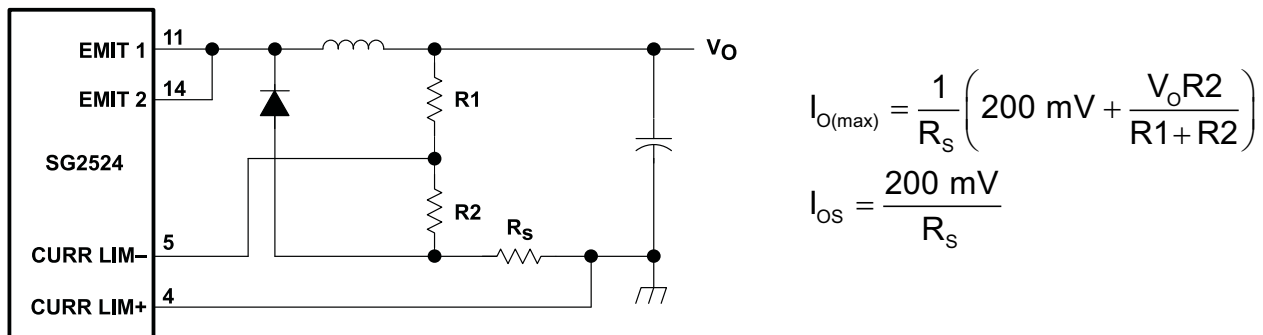 EMIT 1
11
EMIT 2
14
SG2524
CURR LIM–
5
CURR LIM+
4
R1
R2
Rs
VO
IO(max) = 1/RS (200 mV + VOR2/(R1+R2))
IOS = 200 mV/RS